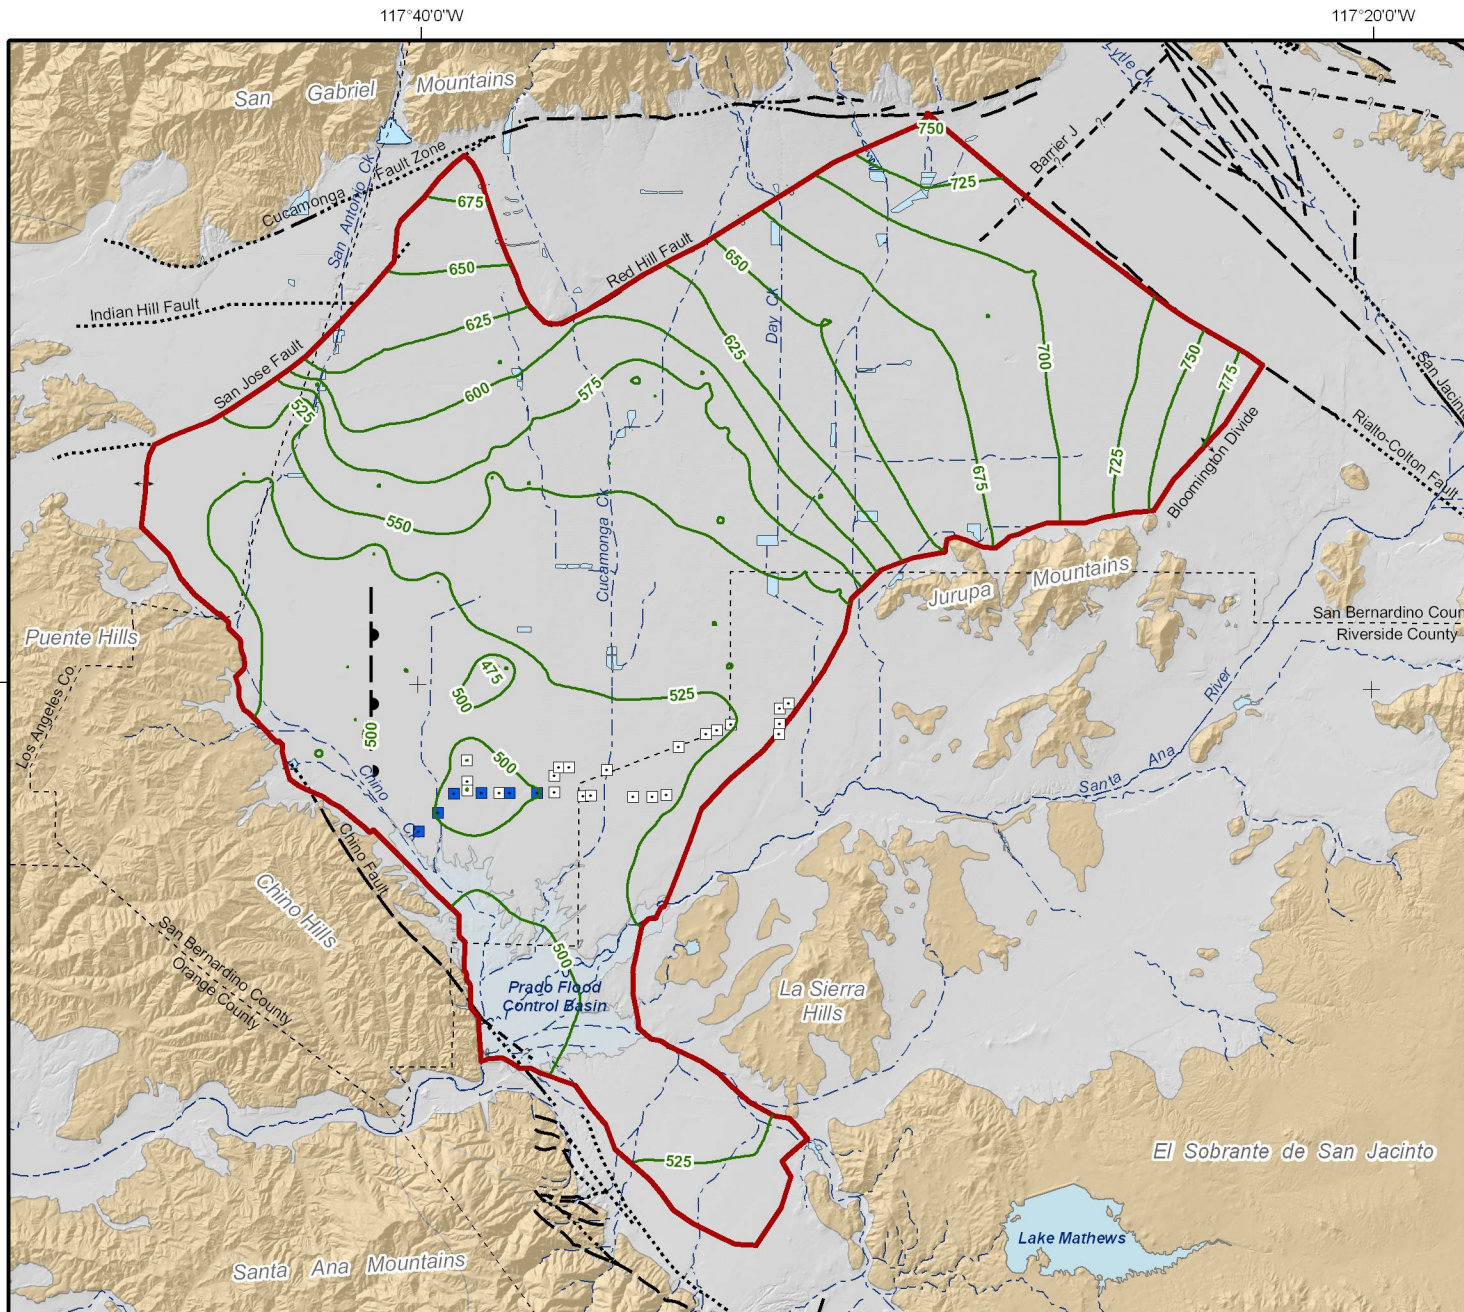 117°40'0"W
117°20'0"W
San Gabriel Mountains
Lytle Ck
750
Barrier J
?
?
?
?
?
?
Cucamonga Fault Zone
San Antonio Ck
675
725
650
Red Hill Fault
650
Indian Hill Fault
625
Day Ck
San Jose Fault
625
700
750
775
San Jacinto
600
575
525
Rialto-Colton Fault
Bloomington Divide
725
675
550
Cucamonga Ck
Jurupa Mountains
San Bernardino Coun
Riverside County
Puente Hills
475
500
525
River
Los Angeles Co
500
500
Santa Ana
Chino
Ck
Chino Fault
Chino Hills
San Bernardino County
Orange County
500
Prado Flood
Control Basin
La Sierra
Hills
525
El Sobrante de San Jacinto
Lake Mathews
Santa Ana Mountains